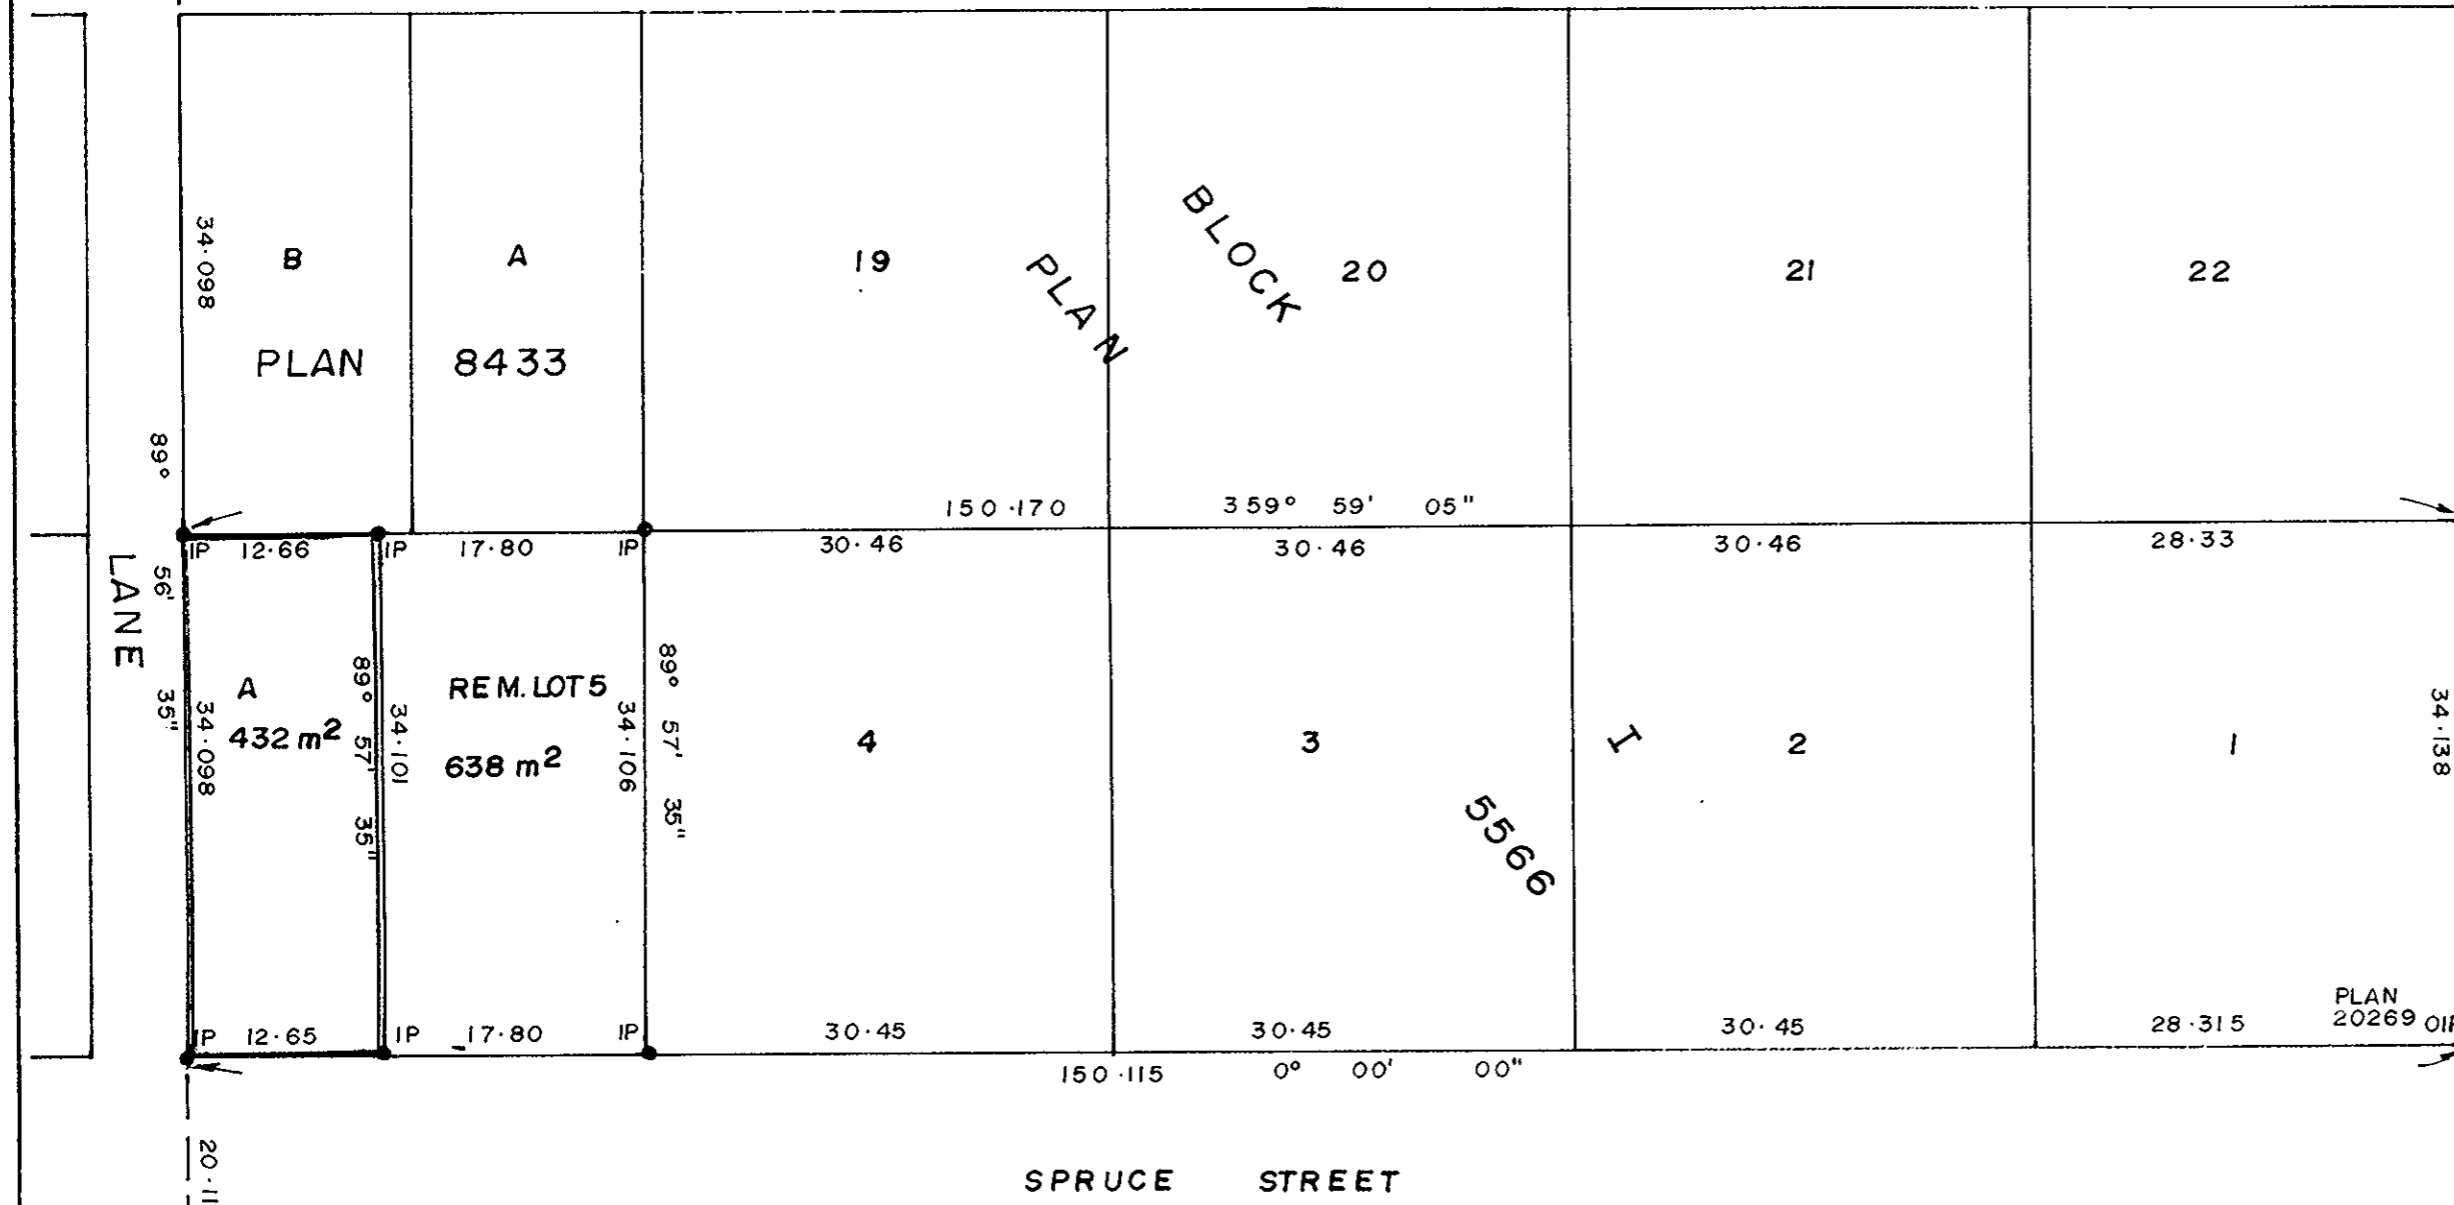 34·098
B
A
19
BLOCK
20
21
22
PLAN
PLAN 8433
89° 56' 35"
150·170 359° 59' 05"
IP 12·66 IP 17·80 IP 30·46 30·46 30·46 28·33
LANE
A
432 m²
34·098
89° 57' 35"
34·101
REM. LOT 5
638 m²
34·106
89° 57' 35"
4
3
I
2
1
34·138
5566
PLAN
20269
IP 12·65 IP 17·80 IP 30·45 30·45 30·45 28·315
150·115 0° 00' 00"
20·11
SPRUCE STREET